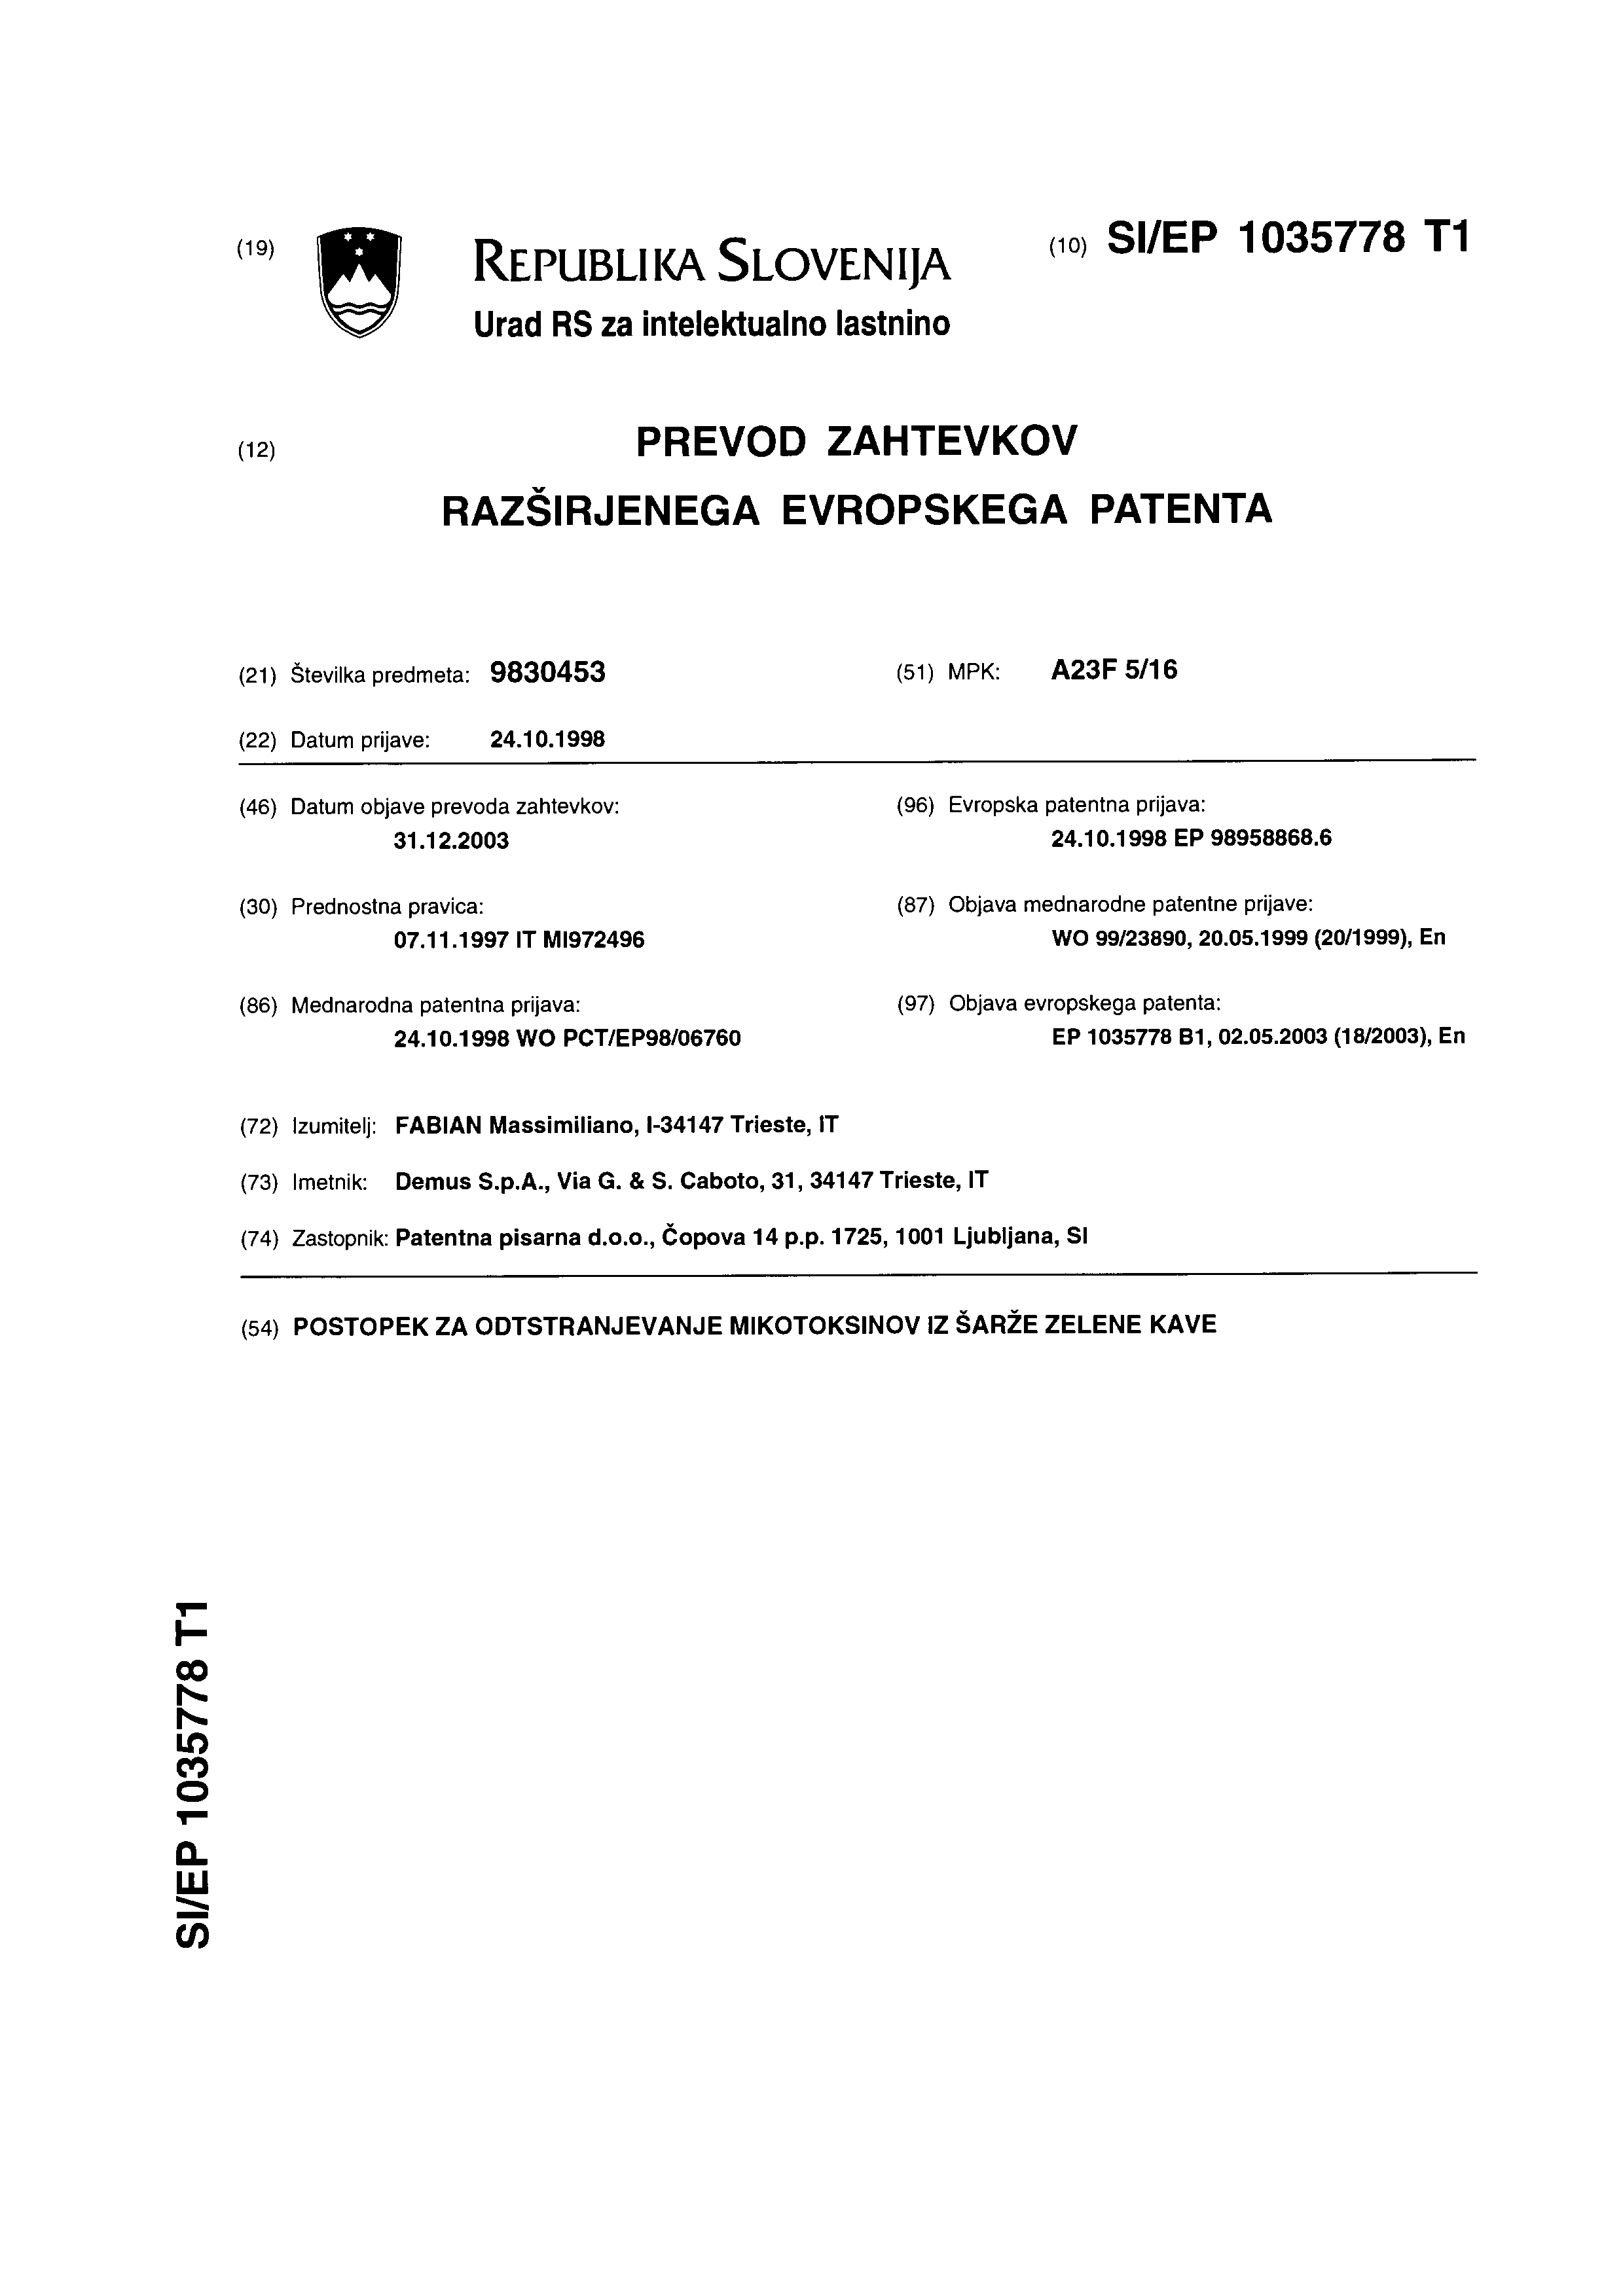 (19)
REPUBLIKA SLOVENIJA
Urad RS za intelektualno lastnino
(10) SI/EP 1035778 T1
(12)
PREVOD ZAHTEVKOV
RAZŠIRJENEGA EVROPSKEGA PATENTA
(21) Številka predmeta: 9830453
(51) MPK: A23F 5/16
(22) Datum prijave: 24.10.1998
(46) Datum objave prevoda zahtevkov:
31.12.2003
(96) Evropska patentna prijava:
24.10.1998 EP 98958868.6
(30) Prednostna pravica:
07.11.1997 IT MI972496
(87) Objava mednarodne patentne prijave:
WO 99/23890, 20.05.1999 (20/1999), En
(86) Mednarodna patentna prijava:
24.10.1998 WO PCT/EP98/06760
(97) Objava evropskega patenta:
EP 1035778 B1, 02.05.2003 (18/2003), En
(72) Izumitelj: FABIAN Massimiliano, I-34147 Trieste, IT
(73) Imetnik: Demus S.p.A., Via G. & S. Caboto, 31, 34147 Trieste, IT
(74) Zastopnik: Patentna pisarna d.o.o., Čopova 14 p.p. 1725, 1001 Ljubljana, SI
(54) POSTOPEK ZA ODTSTRANJEVANJE MIKOTOKSINOV IZ ŠARŽE ZELENE KAVE
SI/EP 1035778 T1